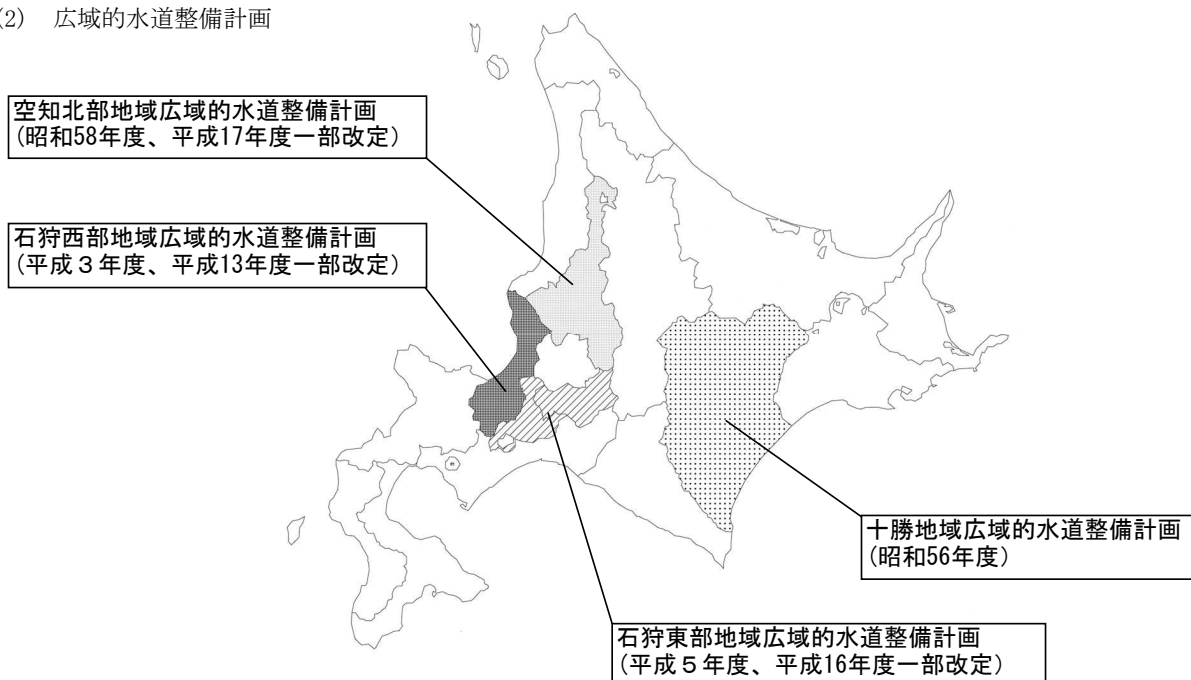 (2) 広域的水道整備計画
空知北部地域広域的水道整備計画
(昭和58年度、平成17年度一部改定)
石狩西部地域広域的水道整備計画
(平成３年度、平成13年度一部改定)
十勝地域広域的水道整備計画
(昭和56年度)
石狩東部地域広域的水道整備計画
(平成５年度、平成16年度一部改定)